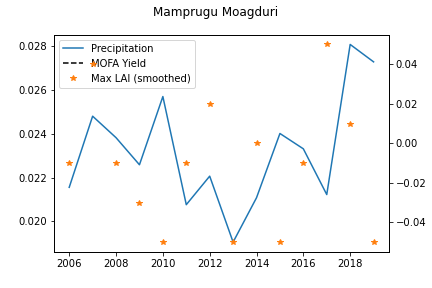 Mamprugu Moagduri
Precipitation
MOFA Yield
Max LAI (smoothed)
0.028
0.026
0.024
0.022
0.020
0.04
0.02
0.00
−0.02
−0.04
2006 2008 2010 2012 2014 2016 2018